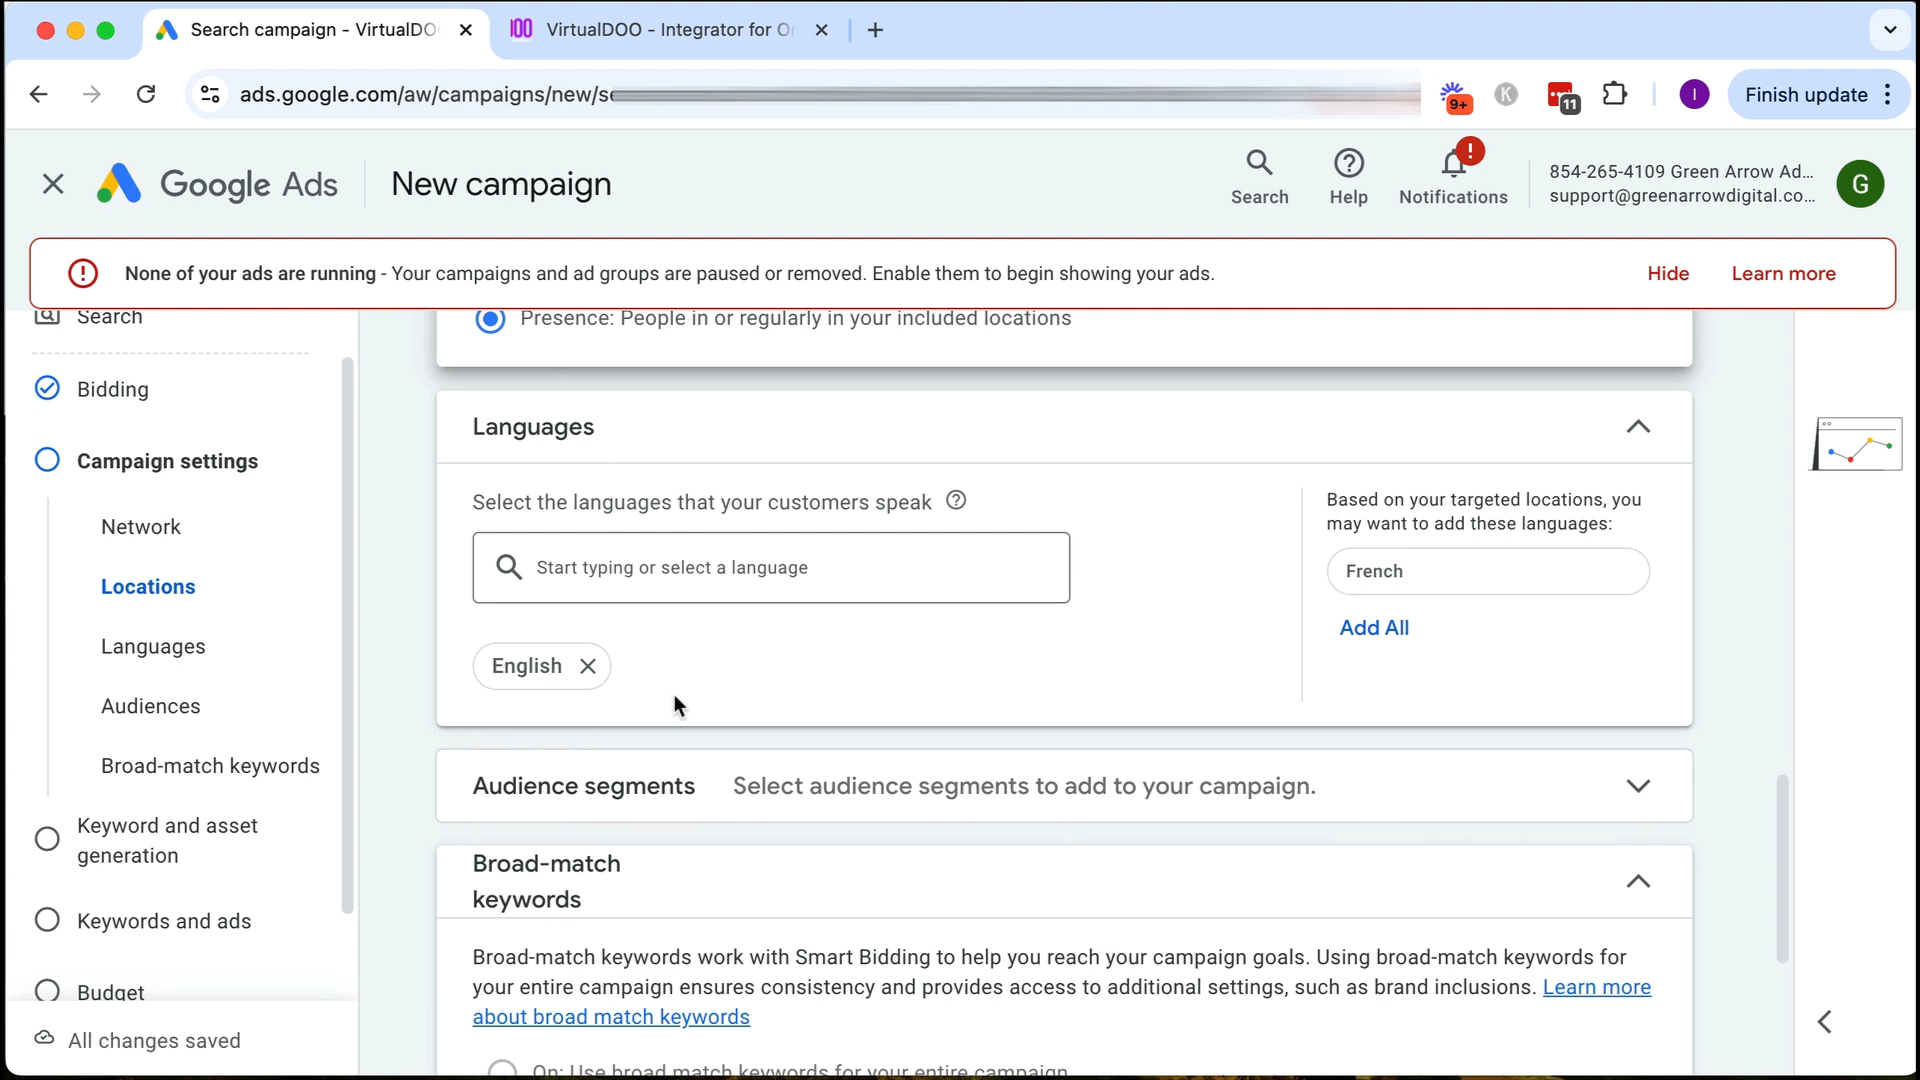 Search campaign - VirtualDO
VirtualDOO - Integrator for O
ads.google.com/aw/campaigns/new/se
9+
K
11
I
Finish update
Google Ads
New campaign
Search
Help
Notifications
854-265-4109 Green Arrow Ad...
support@greenarrowdigital.co...
G
None of your ads are running - Your campaigns and ad groups are paused or removed. Enable them to begin showing your ads.
Hide
Learn more
Search
Bidding
Campaign settings
Network
Locations
Languages
Audiences
Broad-match keywords
Keyword and asset
generation
Keywords and ads
Budget
All changes saved
Presence: People in or regularly in your included locations
Languages
Select the languages that your customers speak
Start typing or select a language
English
Based on your targeted locations, you
may want to add these languages:
French
Add All
Audience segments
Select audience segments to add to your campaign.
Broad-match
keywords
Broad-match keywords work with Smart Bidding to help you reach your campaign goals. Using broad-match keywords for
your entire campaign ensures consistency and provides access to additional settings, such as brand inclusions. Learn more
about broad match keywords
On: Use broad match keywords for your entire campaign